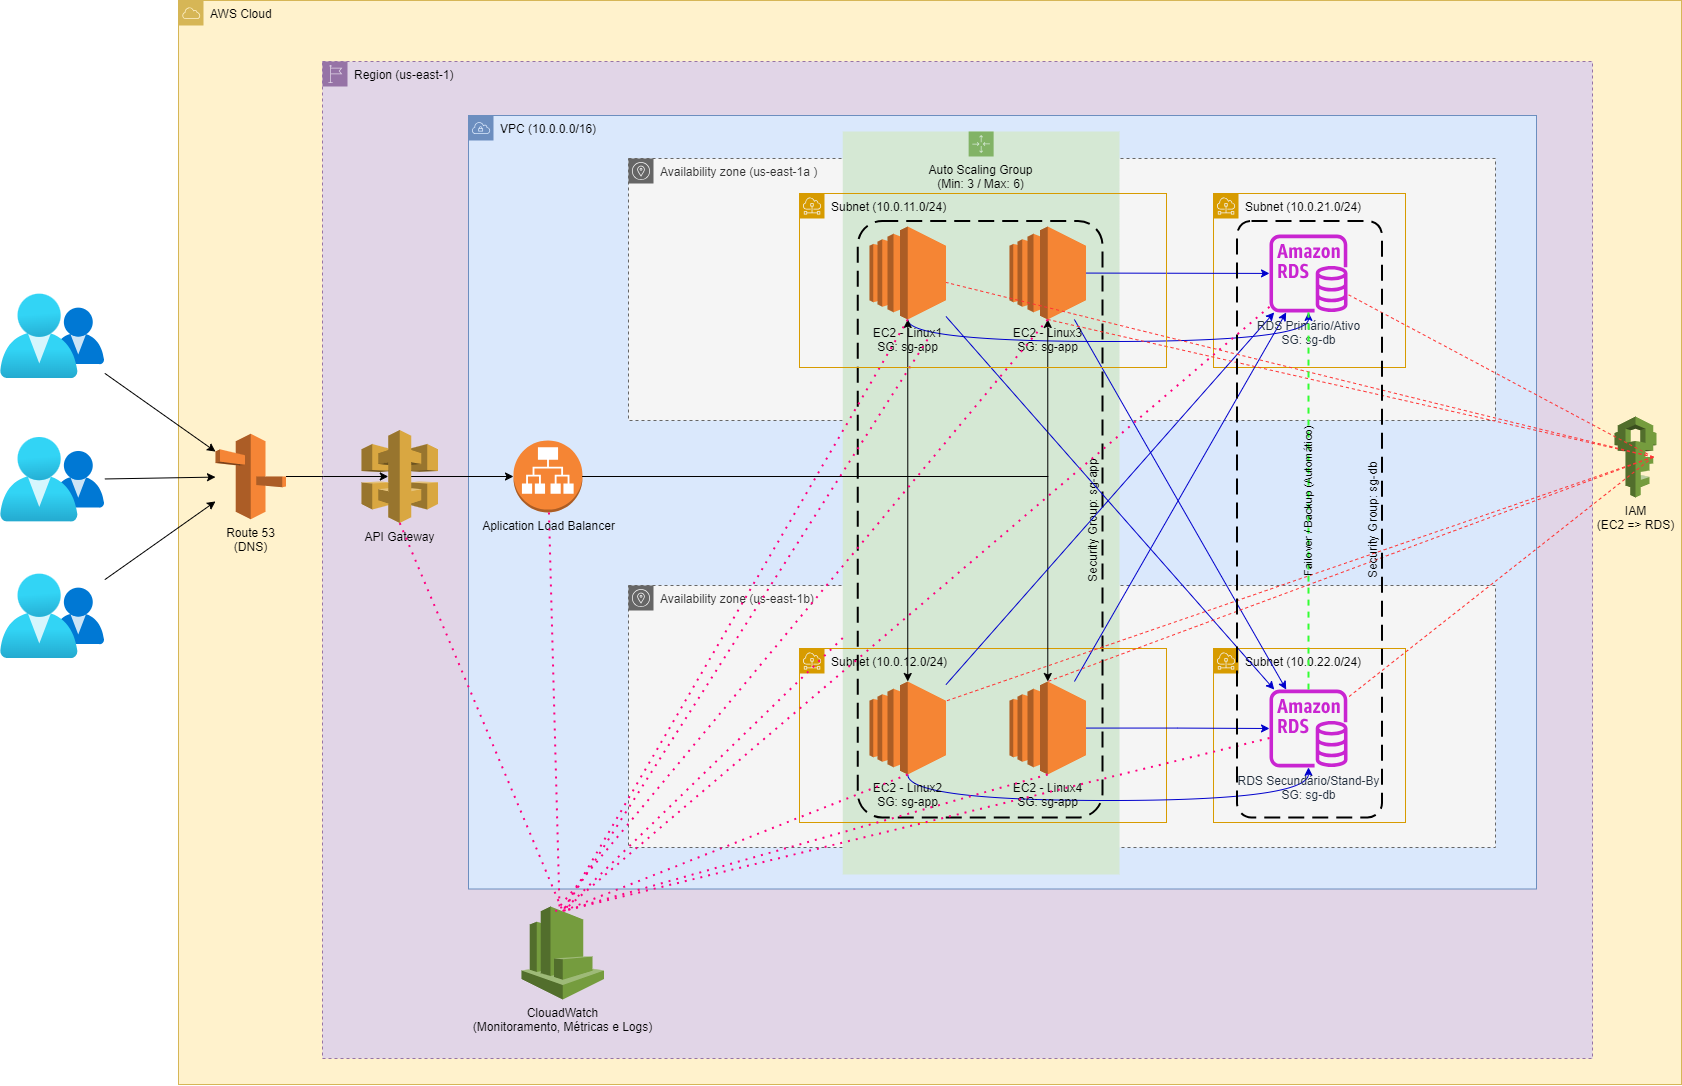 AWS Cloud
Region (us-east-1)
VPC (10.0.0.0/16)
Availability zone (us-east-1a )
Auto Scaling Group
(Min: 3 / Max: 6)
Subnet (10.0.11.0/24)
Subnet (10.0.21.0/24)
Amazon
RDS
EC2 - Linux1
SG: sg-app
EC2 - Linux3
SG: sg-app
RDS Primário/Ativo
SG: sg-db
Route 53
(DNS)
API Gateway
Aplication Load Balancer
Security Group: sg-app
Failover / Backup (Automático)
Security Group: sg-db
IAM
(EC2 => RDS)
Availability zone (us-east-1b)
Subnet (10.0.12.0/24)
Subnet (10.0.22.0/24)
Amazon
RDS
EC2 - Linux2
SG: sg-app
EC2 - Linux4
SG: sg-app
RDS Secundário/Stand-By
SG: sg-db
ClouadWatch
(Monitoramento, Métricas e Logs)